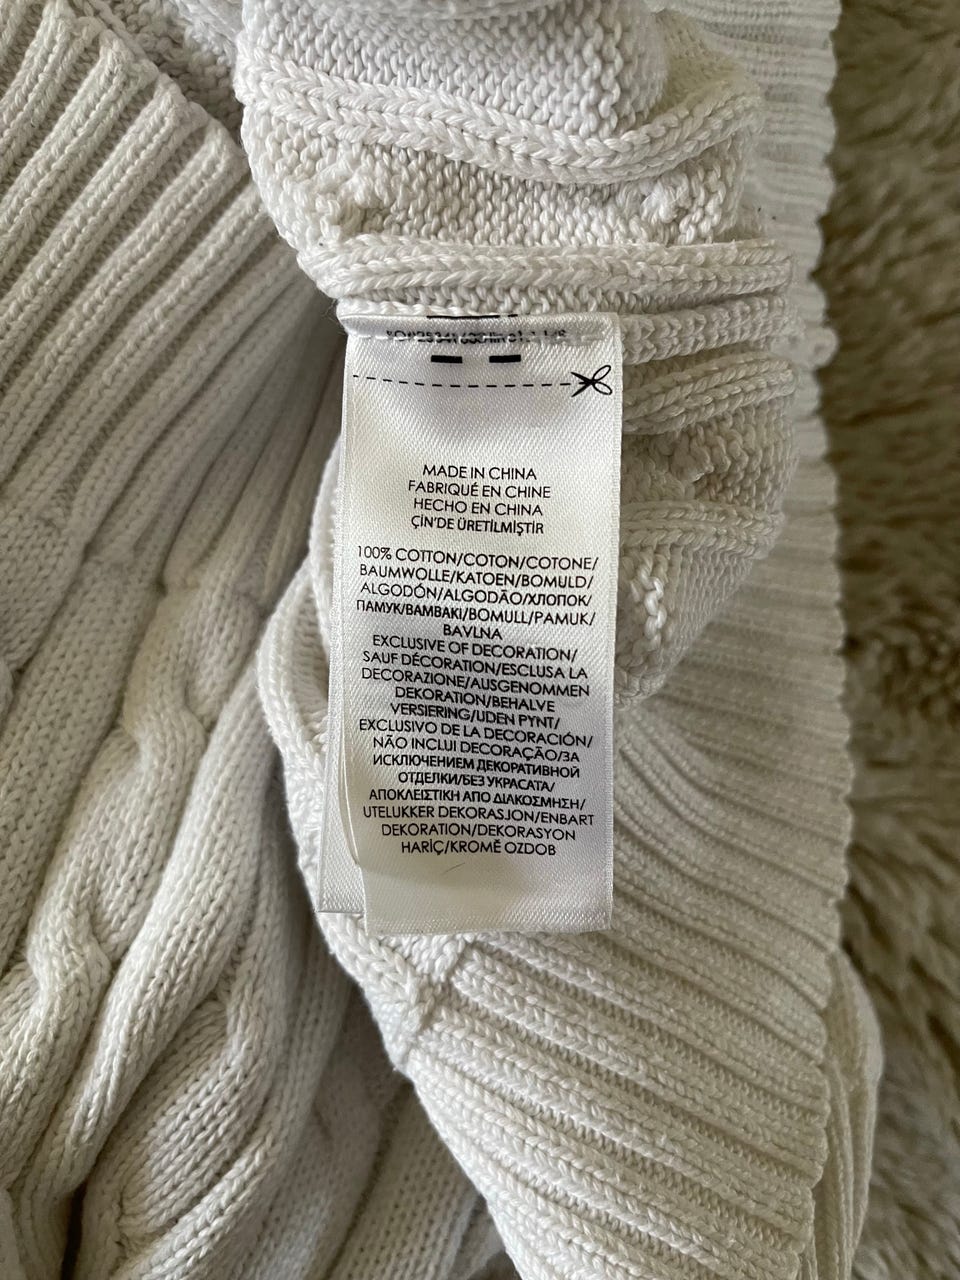 MADE IN CHINA
FABRIQUÉ EN CHINE
HECHO EN CHINA
ÇİN'DE ÜRETİLMİŞTİR
100% COTTON/COTON/COTONE/
BAUMWOLLE/KATOEN/BOMULD/
ALGODÓN/ALGODÃO/ХЛОПОК/
ПАМУК/ΒΑΜΒΑΚΙ/BOMULL/PAMUK/
BAVLNA
EXCLUSIVE OF DECORATION/
SAUF DÉCORATION/ESCLUSA LA
DECORAZIONE/AUSGENOMMEN
DEKORATION/BEHALVE
VERSIERING/UDEN PYNT/
EXCLUSIVO DE LA DECORACIÓN/
NÃO INCLUI DECORAÇÃO/ЗА
ИСКЛЮЧЕНИЕМ ДЕКОРАТИВНОЙ
ОТДЕЛКИ/БЕЗ УКРАСАТА/
ΑΠΟΚΛΕΙΣΤΙΚΗ ΑΠΟ ΔΙΑΚΟΣΜΗΣΗ/
UTELUKKER DEKORASJON/ENBART
DEKORATION/DEKORASYON
HARİÇ/KROMĚ OZDOB